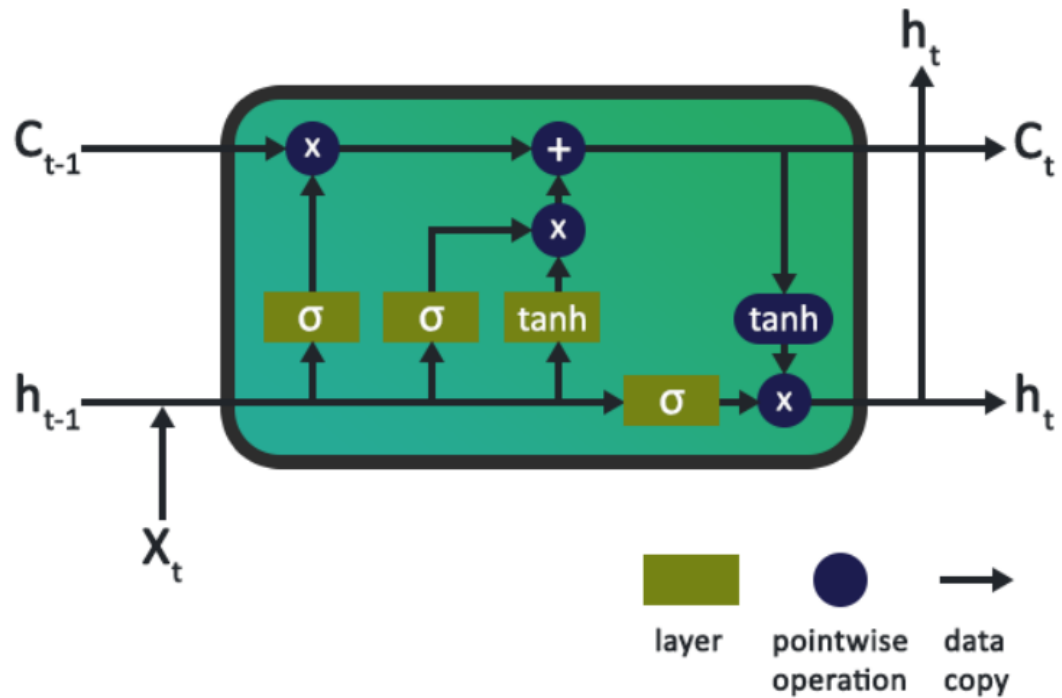 h_t
C_t-1
x
+
C_t
x
σ
σ
tanh
tanh
h_t-1
σ
x
h_t
X_t
layer
pointwise
operation
data
copy